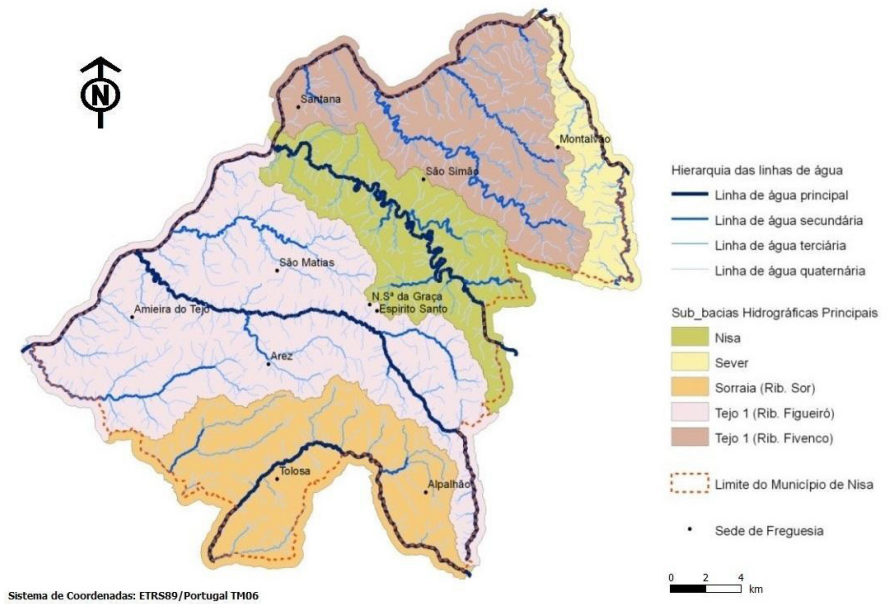 N
Santana
Montalvão
São Simão
São Matias
N.Sª da Graça
Espirito Santo
Amieira do Tejo
Arez
Tolosa
Alpalhão
Hierarquia das linhas de água
Linha de água principal
Linha de água secundária
Linha de água terciária
Linha de água quaternária
Sub_bacias Hidrográficas Principais
Nisa
Sever
Sorraia (Rib. Sor)
Tejo 1 (Rib. Figueiró)
Tejo 1 (Rib. Fivenco)
Limite do Município de Nisa
Sede de Freguesia
0 2 4
km
Sistema de Coordenadas: ETRS89/Portugal TM06